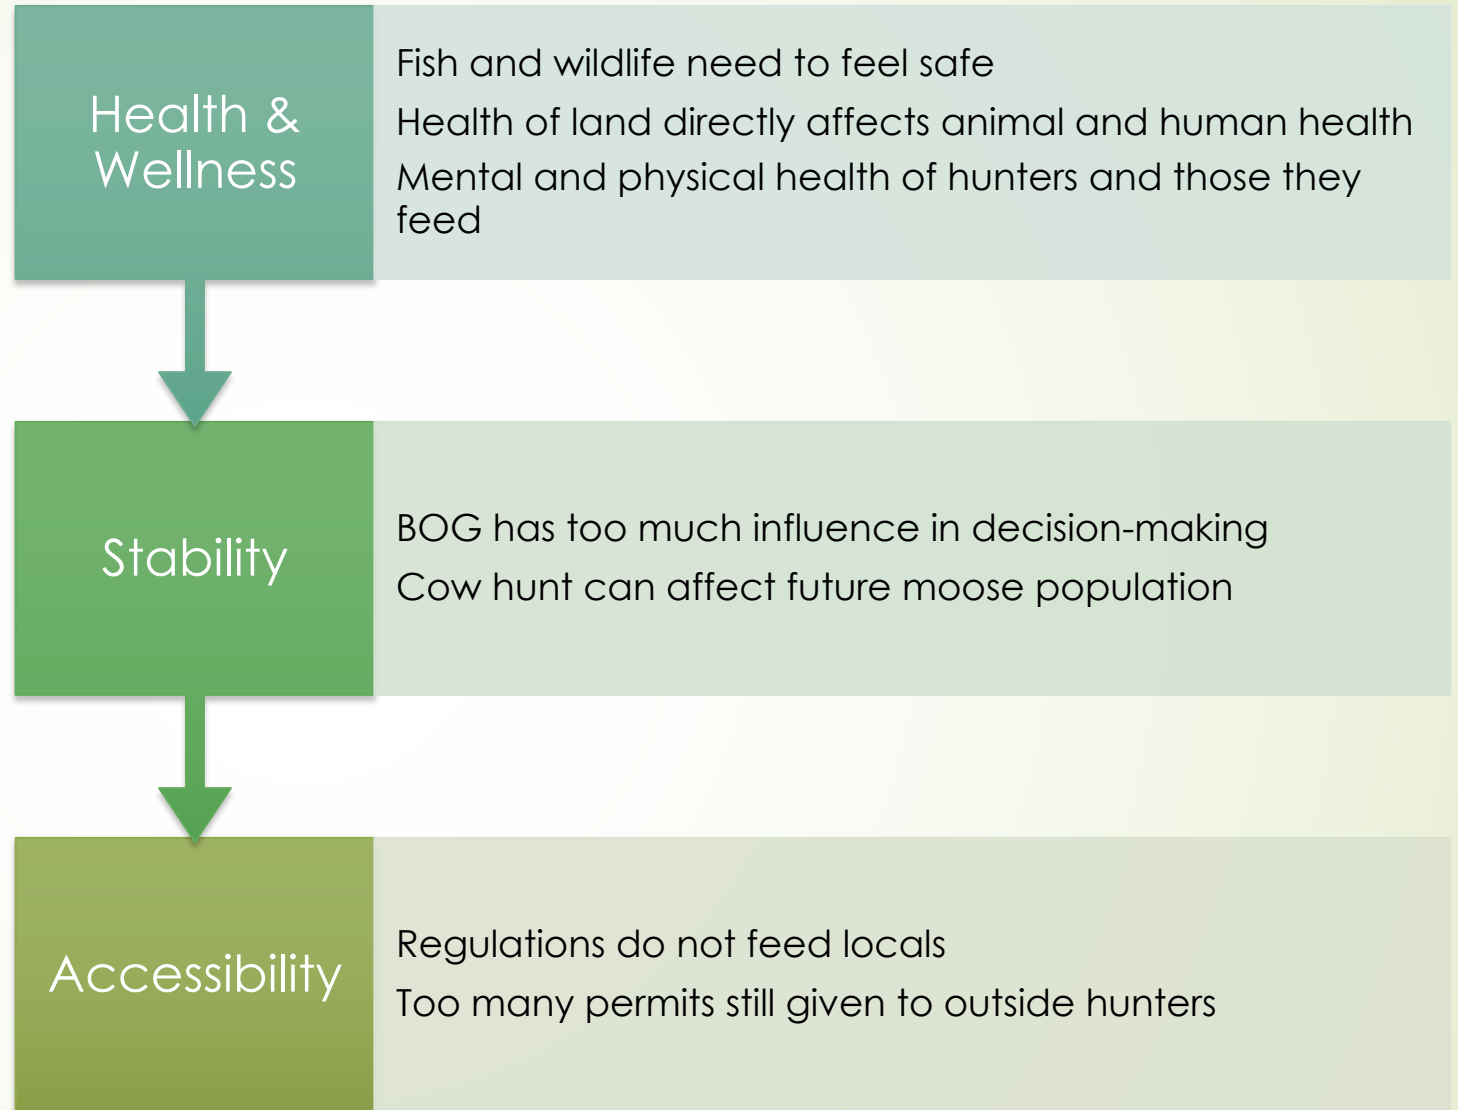 Health &
Wellness
Fish and wildlife need to feel safe
Health of land directly affects animal and human health
Mental and physical health of hunters and those they
feed
Stability
BOG has too much influence in decision-making
Cow hunt can affect future moose population
Accessibility
Regulations do not feed locals
Too many permits still given to outside hunters